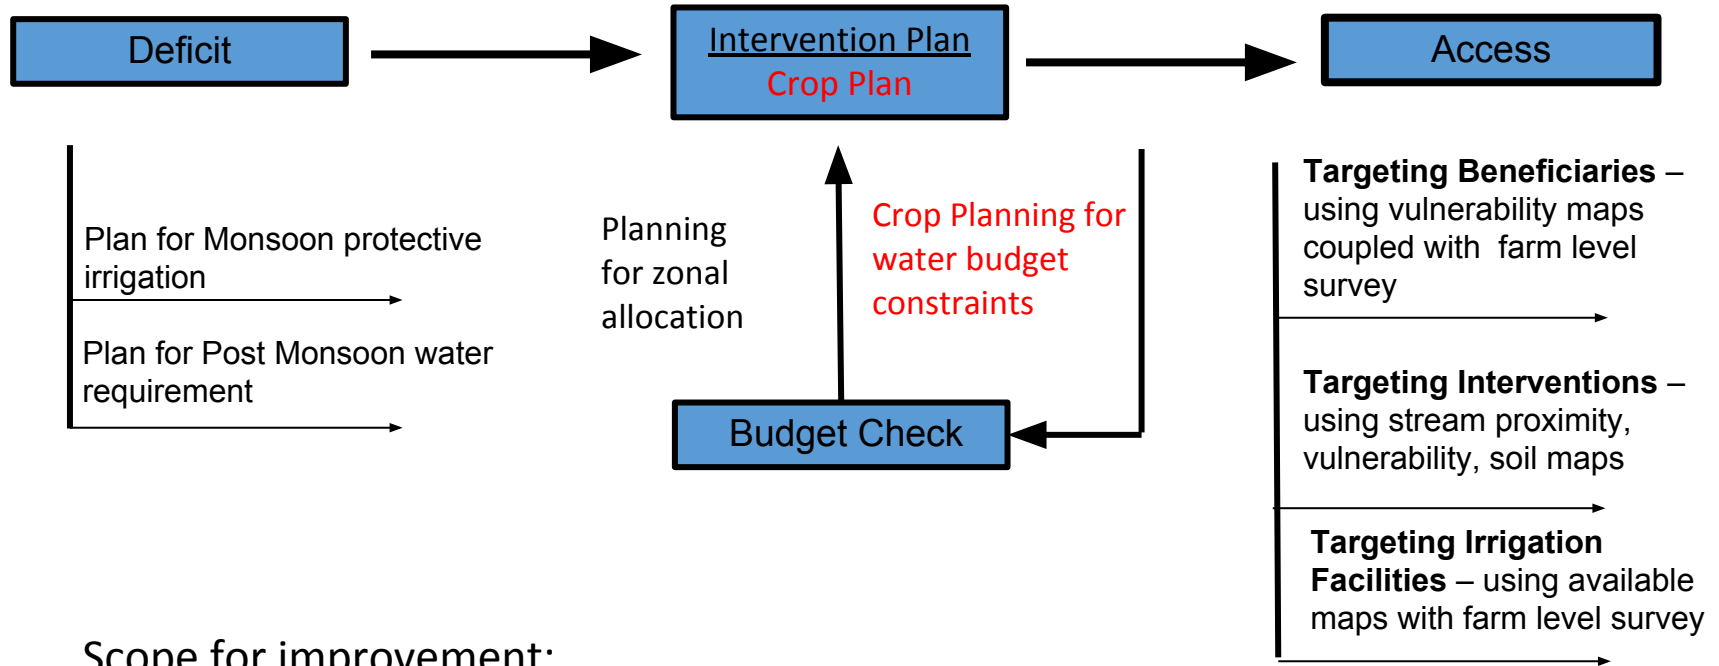 Deficit
Intervention Plan
Crop Plan
Access
Plan for Monsoon protective
irrigation
Plan for Post Monsoon water
requirement
Planning
for zonal
allocation
Crop Planning for
water budget
constraints
Budget Check
Targeting Beneficiaries –
using vulnerability maps
coupled with farm level
survey
Targeting Interventions –
using stream proximity,
vulnerability, soil maps
Targeting Irrigation
Facilities – using available
maps with farm level survey
Scope for improvement: